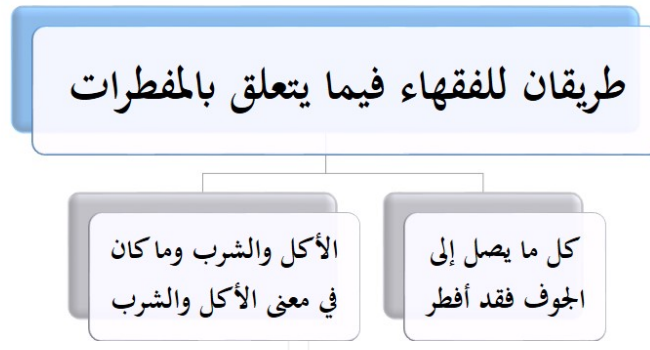 طريقان للفقهاء فيما يتعلق بالمفطرات
كل ما يصل إلى
الجوف فقد أفطر
الأكل والشرب وما كان
في معنى الأكل والشرب